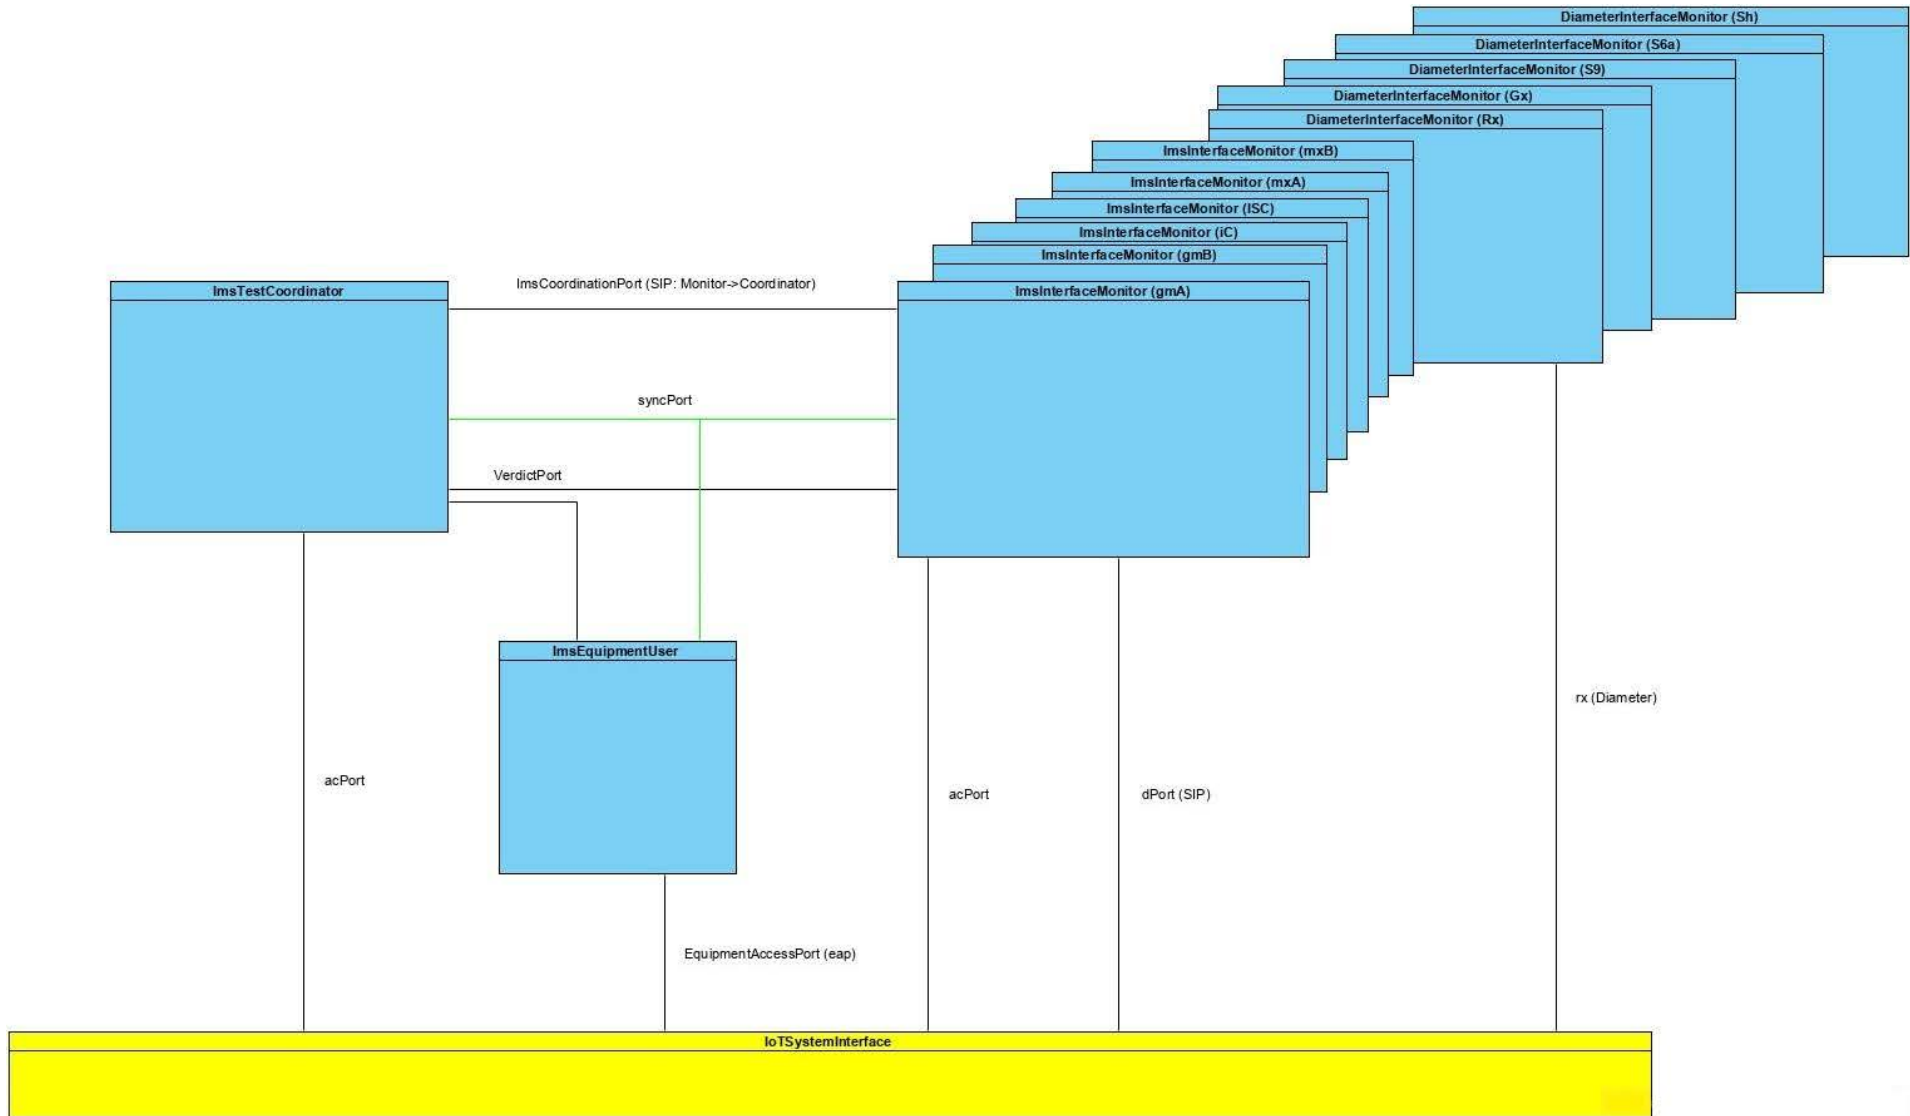 DiameterInterfaceMonitor (Sh)
DiameterInterfaceMonitor (S6a)
DiameterInterfaceMonitor (S9)
DiameterInterfaceMonitor (Gx)
DiameterInterfaceMonitor (Rx)
ImsInterfaceMonitor (mxB)
ImsInterfaceMonitor (mxA)
ImsInterfaceMonitor (ISC)
ImsInterfaceMonitor (iC)
ImsInterfaceMonitor (gmB)
ImsTestCoordinator
ImsCoordinationPort (SIP: Monitor->Coordinator)
ImsInterfaceMonitor (gmA)
syncPort
VerdictPort
ImsEquipmentUser
rx (Diameter)
acPort
acPort
dPort (SIP)
EquipmentAccessPort (eap)
IoTSystemInterface